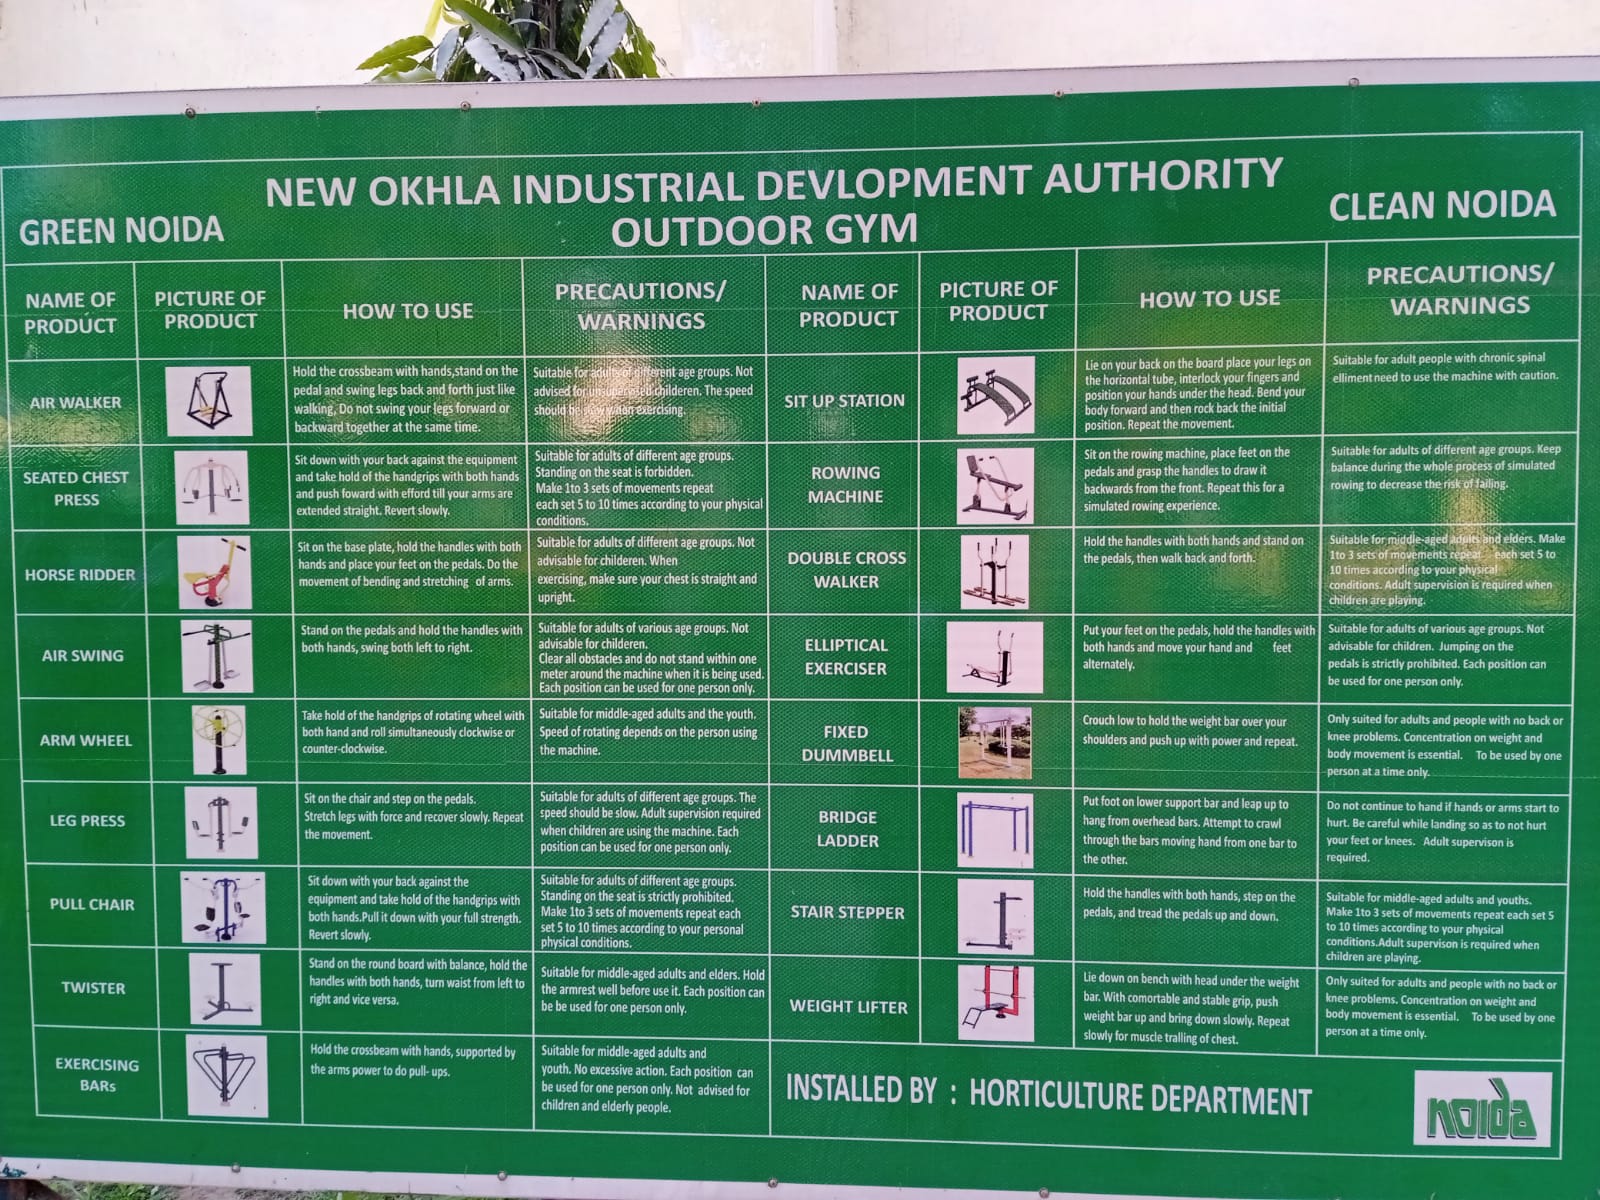 NEW OKHLA INDUSTRIAL DEVLOPMENT AUTHORITY
GREEN NOIDA
OUTDOOR GYM
CLEAN NOIDA
NAME OF
PRODUCT
PICTURE OF
PRODUCT
HOW TO USE
PRECAUTIONS/
WARNINGS
AIR WALKER
Hold the crossbeam with hands,stand on the
pedal and swing legs back and forth just like
walking, Do not swing your legs forward or
backward together at the same time.
Suitable for adults of different age groups. Not
advised for unsupervised childeren. The speed
should be slow when exercising.
SEATED CHEST
PRESS
Sit down with your back against the equipment
and take hold of the handgrips with both hands
and push foward with efford till your arms are
extended straight. Revert slowly.
Suitable for adults of different age groups.
Standing on the seat is forbidden.
Make 1to 3 sets of movements repeat
each set 5 to 10 times according to your physical
conditions.
HORSE RIDDER
Sit on the base plate, hold the handles with both
hands and place your feet on the pedals. Do the
movement of bending and stretching of arms.
Suitable for adults of different age groups. Not
advisable for childeren. When
exercising, make sure your chest is straight and
upright.
AIR SWING
Stand on the pedals and hold the handles with
both hands, swing both left to right.
Suitable for adults of various age groups. Not
advisable for childeren.
Clear all obstacles and do not stand within one
meter around the machine when it is being used.
Each position can be used for one person only.
ARM WHEEL
Take hold of the handgrips of rotating wheel with
both hand and roll simultaneously clockwise or
counter-clockwise.
Suitable for middle-aged adults and the youth.
Speed of rotating depends on the person using
the machine.
LEG PRESS
Sit on the chair and step on the pedals.
Stretch legs with force and recover slowly. Repeat
the movement.
Suitable for adults of different age groups. The
speed should be slow. Adult supervision required
when children are using the machine. Each
position can be used for one person only.
PULL CHAIR
Sit down with your back against the
equipment and take hold of the handgrips with
both hands.Pull it down with your full strength.
Revert slowly.
Suitable for adults of different age groups.
Standing on the seat is strictly prohibited.
Make 1to 3 sets of movements repeat each
set 5 to 10 times according to your personal
physical conditions.
TWISTER
Stand on the round board with balance, hold the
handles with both hands, turn waist from left to
right and vice versa.
Suitable for middle-aged adults and elders. Hold
the armrest well before use it. Each position can
be be used for one person only.
EXERCISING
BARs
Hold the crossbeam with hands, supported by
the arms power to do pull- ups.
Suitable for middle-aged adults and
youth. No excessive action. Each position can
be used for one person only. Not advised for
children and elderly people.
NAME OF
PRODUCT
PICTURE OF
PRODUCT
HOW TO USE
PRECAUTIONS/
WARNINGS
SIT UP STATION
Lie on your back on the board place your legs on
the horizontal tube, interlock your fingers and
position your hands under the head. Bend your
body forward and then rock back the initial
position. Repeat the movement.
Suitable for adult people with chronic spinal
elliment need to use the machine with caution.
ROWING
MACHINE
Sit on the rowing machine, place feet on the
pedals and grasp the handles to draw it
backwards from the front. Repeat this for a
simulated rowing experience.
Suitable for adults of different age groups. Keep
balance during the whole process of simulated
rowing to decrease the risk of failing.
DOUBLE CROSS
WALKER
Hold the handles with both hands and stand on
the pedals, then walk back and forth.
Suitable for middle-aged adults and elders. Make
1to 3 sets of movements repeat each set 5 to
10 times according to your physical
conditions. Adult supervision is required when
children are playing.
ELLIPTICAL
EXERCISER
Put your feet on the pedals, hold the handles with
both hands and move your hand and feet
alternately.
Suitable for adults of various age groups. Not
advisable for children. Jumping on the
pedals is strictly prohibited. Each position can
be used for one person only.
FIXED
DUMMBELL
Crouch low to hold the weight bar over your
shoulders and push up with power and repeat.
Only suited for adults and people with no back or
knee problems. Concentration on weight and
body movement is essential. To be used by one
person at a time only.
BRIDGE
LADDER
Put foot on lower support bar and leap up to
hang from overhead bars. Attempt to crawl
through the bars moving hand from one bar to
the other.
Do not continue to hand if hands or arms start to
hurt. Be careful while landing so as to not hurt
your feet or knees. Adult supervison is
required.
STAIR STEPPER
Hold the handles with both hands, step on the
pedals, and tread the pedals up and down.
Suitable for middle-aged adults and youths.
Make 1to 3 sets of movements repeat each set 5
to 10 times according to your physical
conditions.Adult supervison is required when
children are playing.
WEIGHT LIFTER
Lie down on bench with head under the weight
bar. With comortable and stable grip, push
weight bar up and bring down slowly. Repeat
slowly for muscle tralling of chest.
Only suited for adults and people with no back or
knee problems. Concentration on weight and
body movement is essential. To be used by one
person at a time only.
INSTALLED BY : HORTICULTURE DEPARTMENT
noida